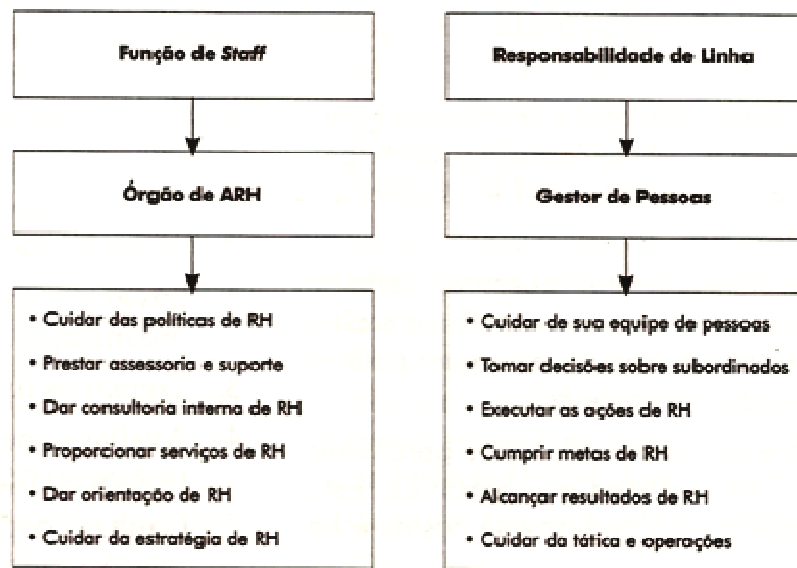 Função de Staff
Órgão de ARH
• Cuidar das políticas de RH
• Prestar assessoria e suporte
• Dar consultoria interna de RH
• Proporcionar serviços de RH
• Dar orientação de RH
• Cuidar da estratégia de RH
Responsabilidade de Linha
Gestor de Pessoas
• Cuidar de sua equipe de pessoas
• Tomar decisões sobre subordinados
• Executar as ações de RH
• Cumprir metas de RH
• Alcançar resultados de RH
• Cuidar da tática e operações